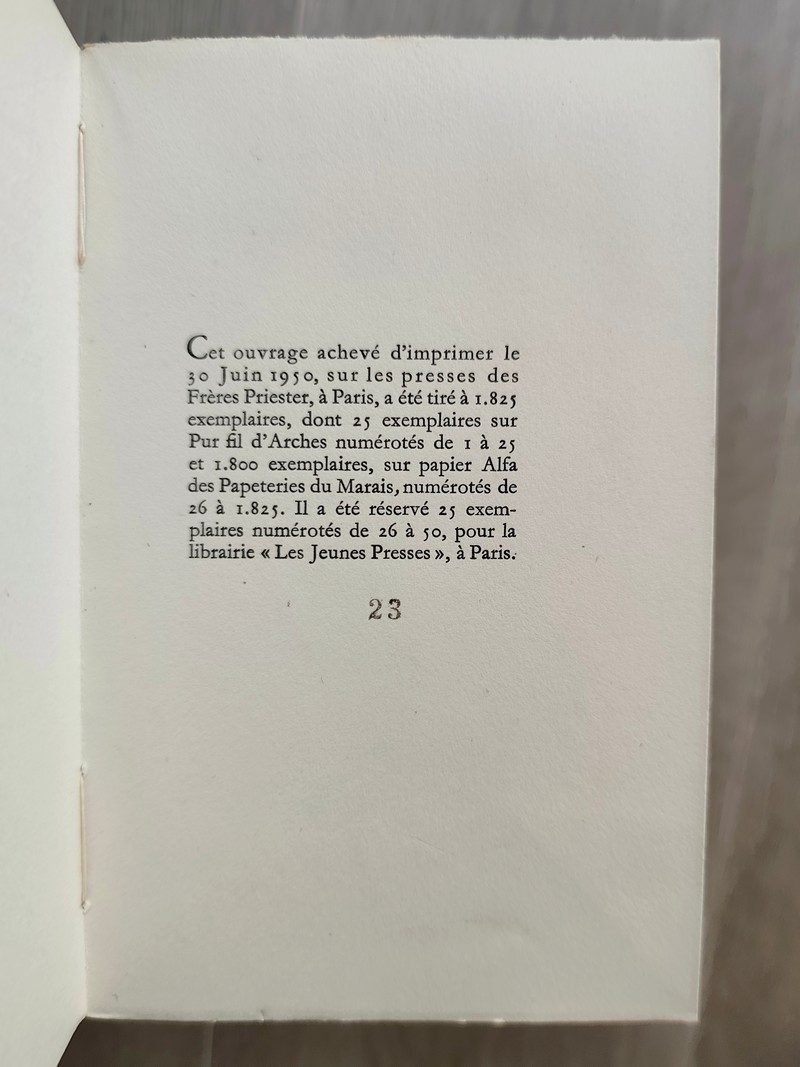 Cet ouvrage achevé d'imprimer le
30 Juin 1950, sur les presses des
Frères Priester, à Paris, a été tiré à 1.825
exemplaires, dont 25 exemplaires sur
Pur fil d'Arches numérotés de 1 à 25
et 1.800 exemplaires, sur papier Alfa
des Papeteries du Marais, numérotés de
26 à 1.825. Il a été réservé 25 exem-
plaires numérotés de 26 à 50, pour la
librairie « Les Jeunes Presses », à Paris.
23